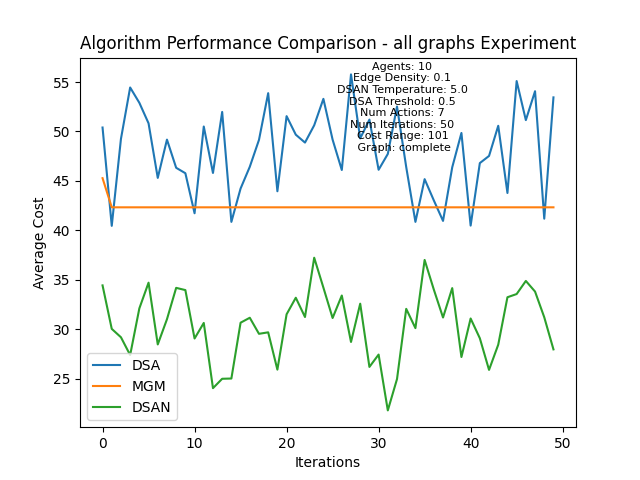 Algorithm Performance Comparison - all graphs Experiment
Agents: 10
Edge Density: 0.1
DSAN Temperature: 5.0
DSA Threshold: 0.5
Num Actions: 7
Num Iterations: 50
Cost Range: 101
Graph: complete
Average Cost
55
50
45
40
35
30
25
DSA
MGM
DSAN
0
10
20
30
40
50
Iterations